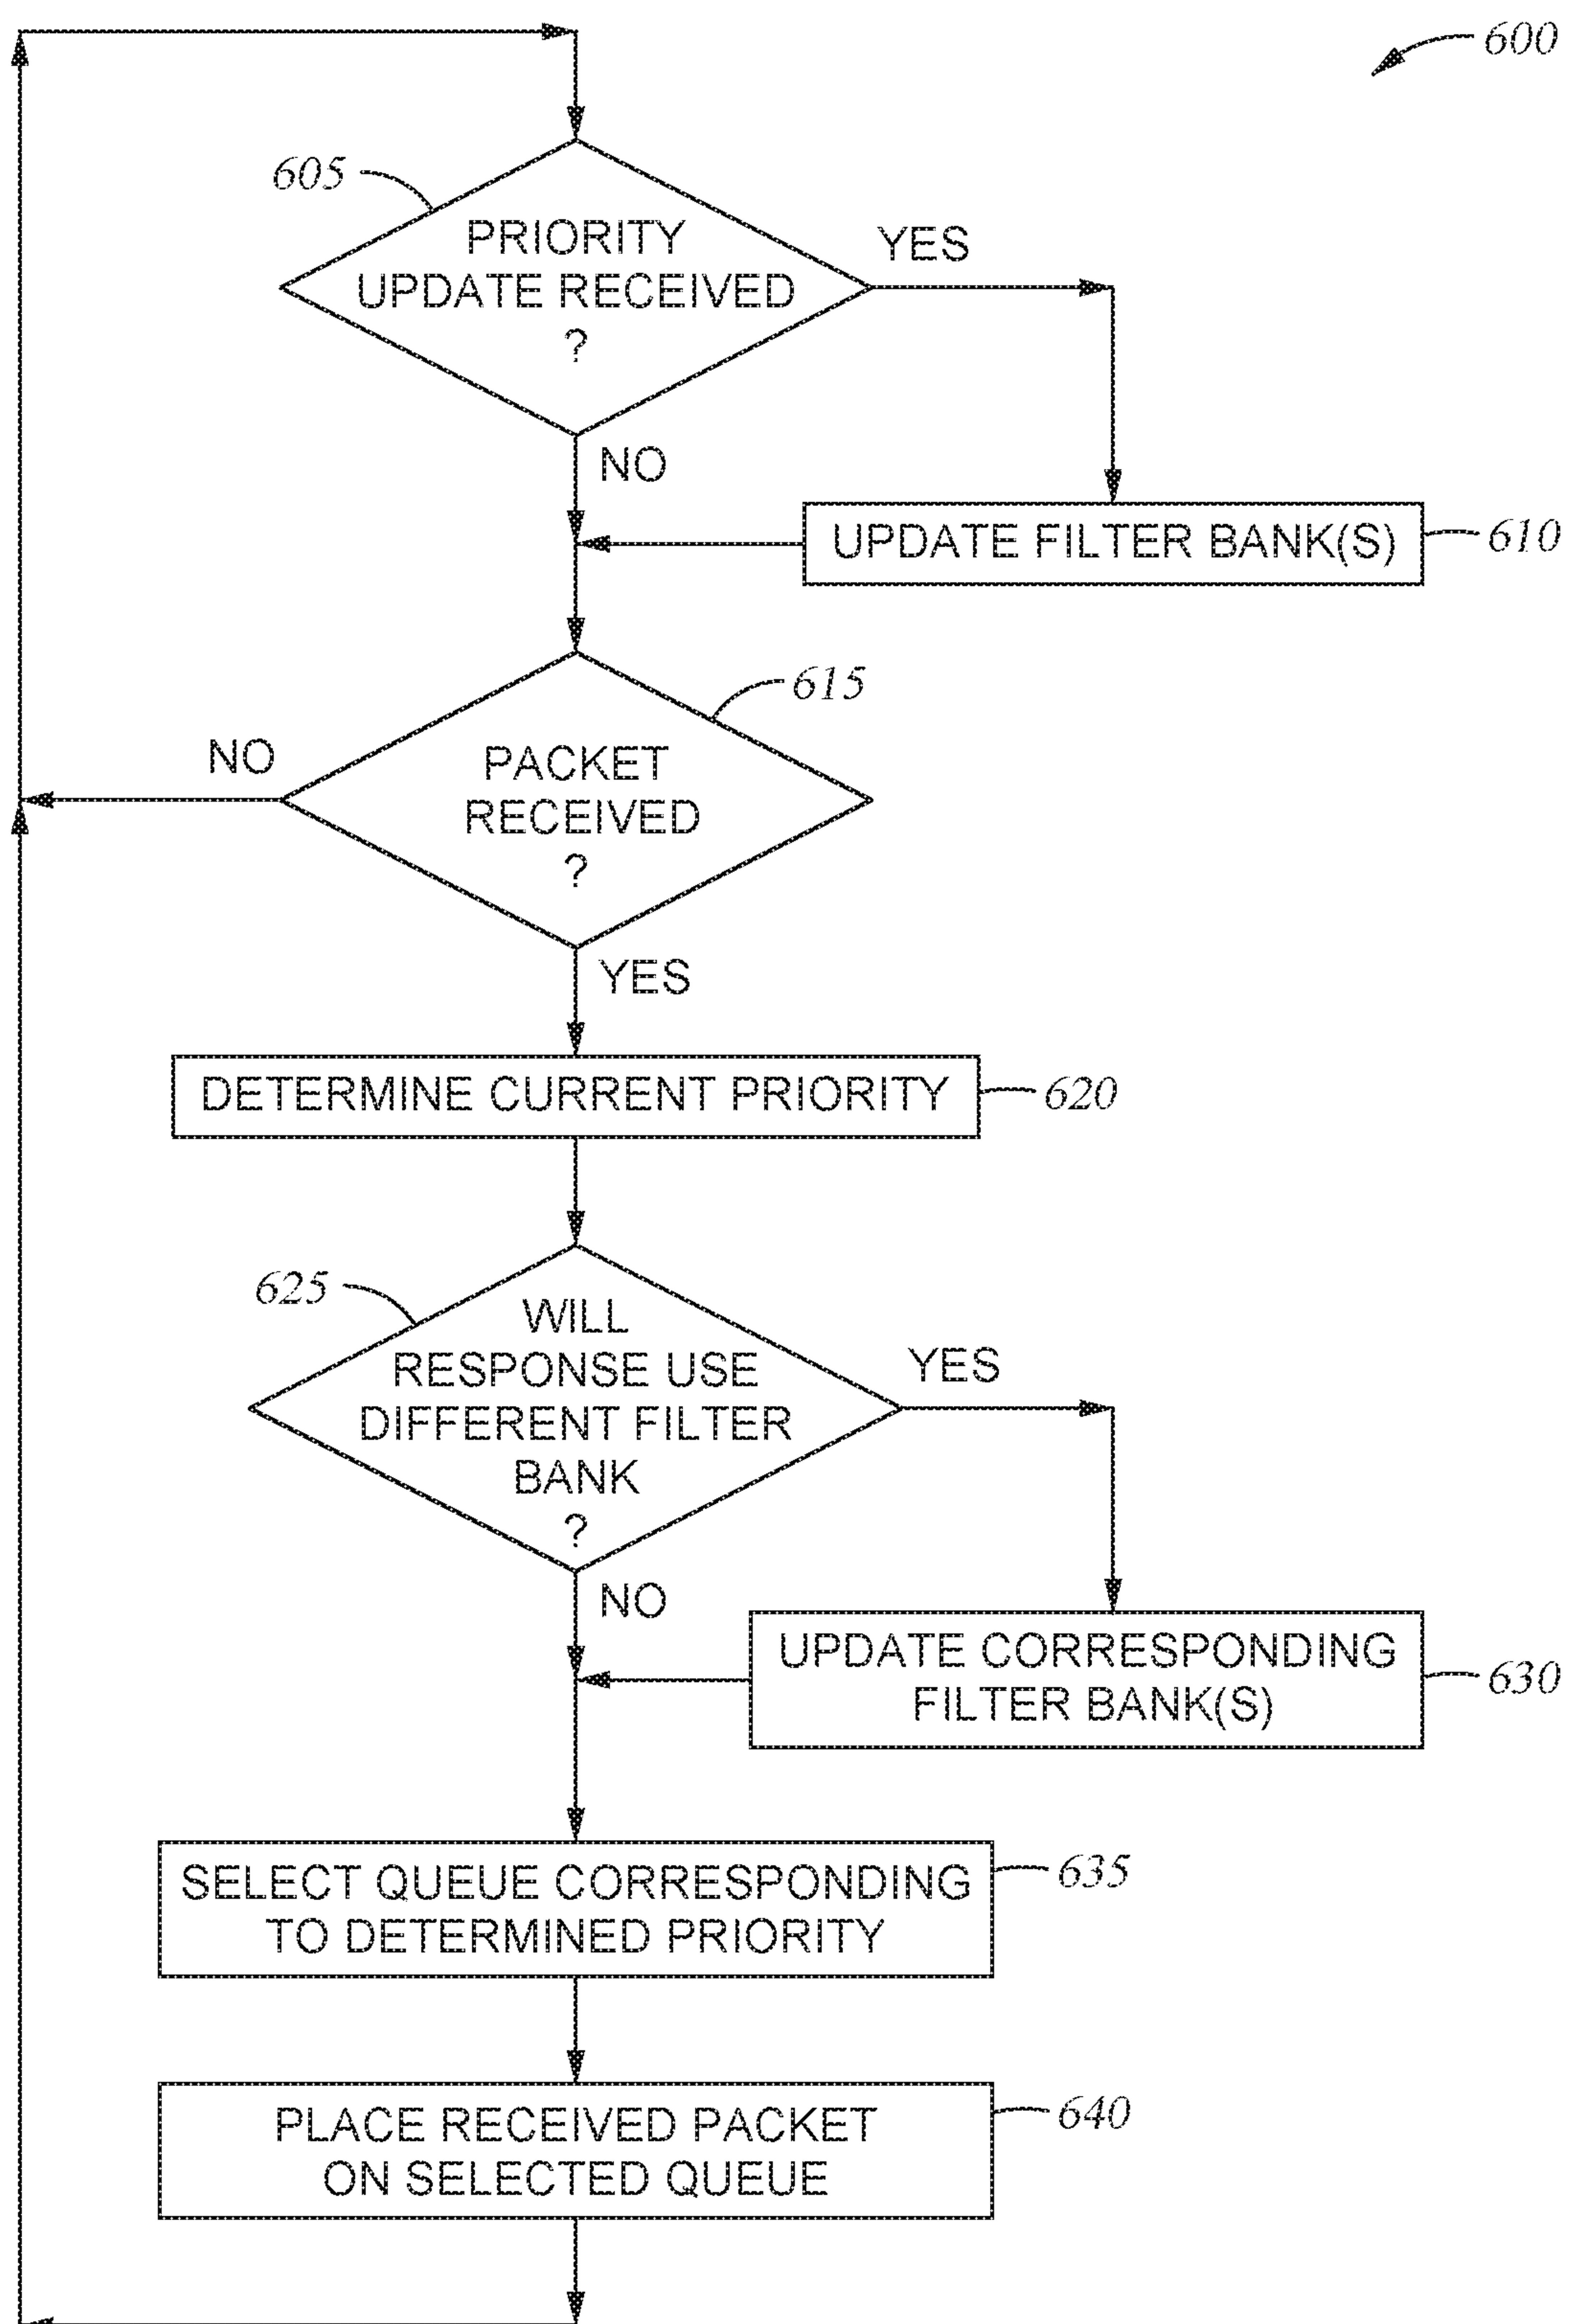 600
605
PRIORITY
UPDATE RECEIVED
?
YES
NO
UPDATE FILTER BANK(S)
610
615
PACKET
RECEIVED
?
NO
YES
DETERMINE CURRENT PRIORITY
620
625
WILL
RESPONSE USE
DIFFERENT FILTER
BANK
?
YES
NO
UPDATE CORRESPONDING
FILTER BANK(S)
630
SELECT QUEUE CORRESPONDING
TO DETERMINED PRIORITY
635
PLACE RECEIVED PACKET
ON SELECTED QUEUE
640